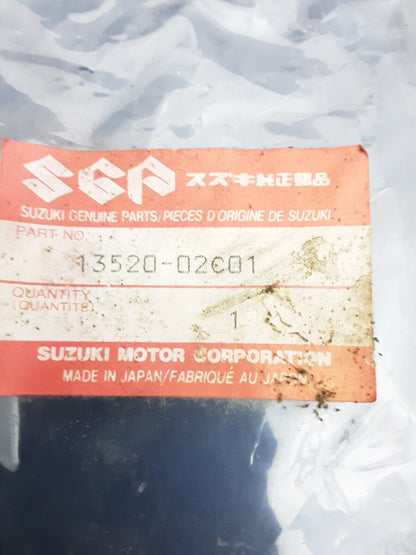 SGP スズキ純正部品
SUZUKI GENUINE PARTS/PIECES D'ORIGINE DE SUZUKI
PART NO.
13520-02C01
QUANTITY
(QUANTITE)
1
SUZUKI MOTOR CORPORATION
MADE IN JAPAN/FABRIQUÉ AU JAPON